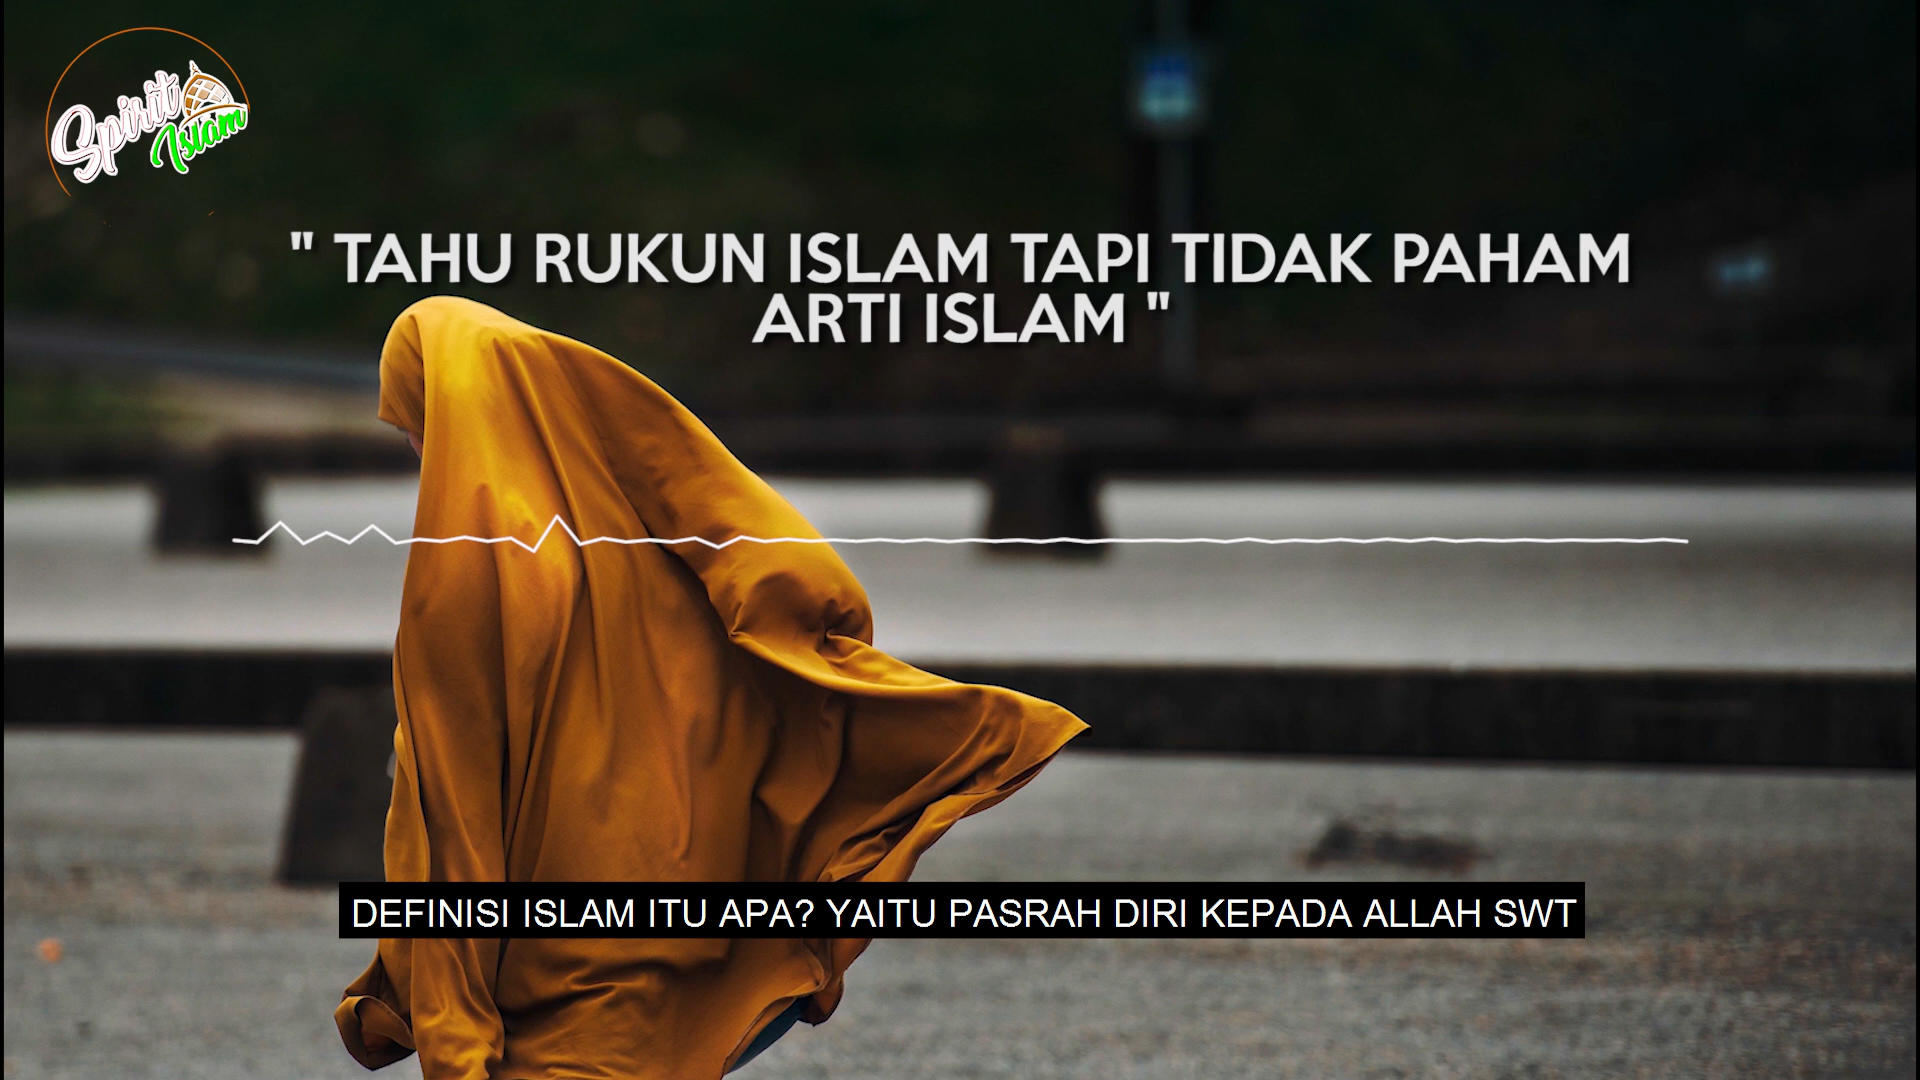 Spirit
Islam
" TAHU RUKUN ISLAM TAPI TIDAK PAHAM
ARTI ISLAM "
DEFINISI ISLAM ITU APA? YAITU PASRAH DIRI KEPADA ALLAH SWT